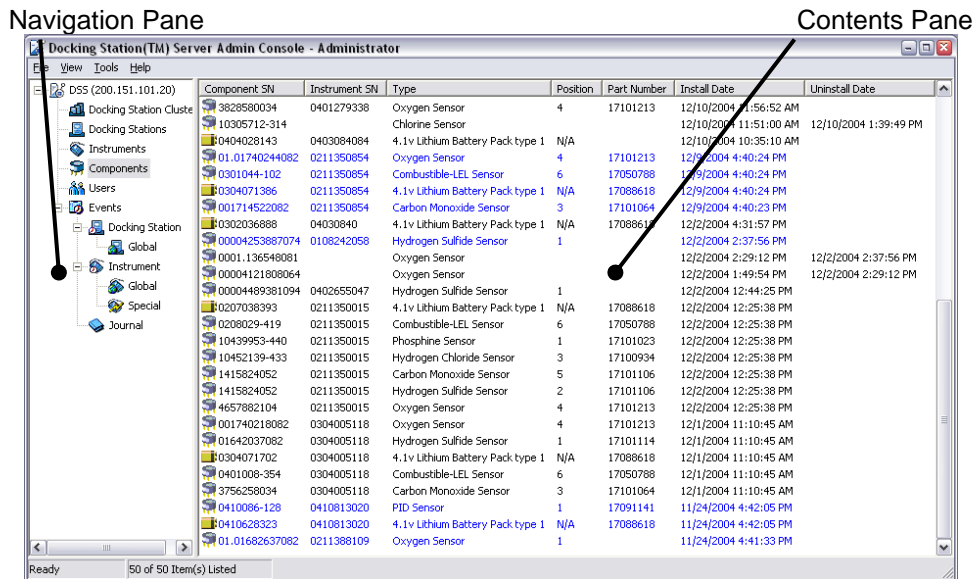 Navigation Pane Contents Pane
Docking Station(TM) Server Admin Console - Administrator
File View Tools Help
DSS (200.151.101.20)
Docking Station Cluste
Docking Stations
Instruments
Components
Users
Events
Docking Station
Global
Instrument
Global
Special
Journal
Component SN Instrument SN Type Position Part Number Install Date Uninstall Date
3828580034 0401279338 Oxygen Sensor 4 17101213 12/10/2004 11:56:52 AM
10305712-314 Chlorine Sensor 12/10/2004 11:51:00 AM 12/10/2004 1:39:49 PM
0404028143 0403084084 4.1v Lithium Battery Pack type 1 N/A 12/10/2004 10:35:10 AM
01.01740244082 0211350854 Oxygen Sensor 4 17101213 12/9/2004 4:40:24 PM
0301044-102 0211350854 Combustible-LEL Sensor 6 17050788 12/9/2004 4:40:24 PM
0304071386 0211350854 4.1v Lithium Battery Pack type 1 N/A 17088618 12/9/2004 4:40:24 PM
001714522082 0211350854 Carbon Monoxide Sensor 3 17101064 12/9/2004 4:40:23 PM
0302036888 04030840 4.1v Lithium Battery Pack type 1 N/A 17088618 12/2/2004 4:31:57 PM
00004253887074 0108242058 Hydrogen Sulfide Sensor 1 12/2/2004 2:37:56 PM
0001.136548081 Oxygen Sensor 12/2/2004 2:29:12 PM 12/2/2004 2:37:56 PM
00004121808064 Oxygen Sensor 12/2/2004 1:49:54 PM 12/2/2004 2:29:12 PM
00004489381094 0402655047 Hydrogen Sulfide Sensor 1 12/2/2004 12:44:25 PM
0207038393 0211350015 4.1v Lithium Battery Pack type 1 N/A 17088618 12/2/2004 12:25:38 PM
0208029-419 0211350015 Combustible-LEL Sensor 6 17050788 12/2/2004 12:25:38 PM
10439953-440 0211350015 Phosphine Sensor 1 17101023 12/2/2004 12:25:38 PM
10452139-433 0211350015 Hydrogen Chloride Sensor 3 17100934 12/2/2004 12:25:38 PM
1415824052 0211350015 Carbon Monoxide Sensor 5 17101106 12/2/2004 12:25:38 PM
1415824052 0211350015 Hydrogen Sulfide Sensor 2 17101106 12/2/2004 12:25:38 PM
4657882104 0211350015 Oxygen Sensor 4 17101213 12/2/2004 12:25:38 PM
001740218082 0304005118 Oxygen Sensor 4 17101213 12/1/2004 11:10:45 AM
01642037082 0304005118 Hydrogen Sulfide Sensor 1 17101114 12/1/2004 11:10:45 AM
0304071702 0304005118 4.1v Lithium Battery Pack type 1 N/A 17088618 12/1/2004 11:10:45 AM
0401008-354 0304005118 Combustible-LEL Sensor 6 17050788 12/1/2004 11:10:45 AM
3756258034 0304005118 Carbon Monoxide Sensor 3 17101064 12/1/2004 11:10:45 AM
0410086-128 0410813020 PID Sensor 1 17091141 11/24/2004 4:42:05 PM
0410628323 0410813020 4.1v Lithium Battery Pack type 1 N/A 17088618 11/24/2004 4:42:05 PM
01.01682637082 0211388109 Oxygen Sensor 1 11/24/2004 4:41:33 PM
Ready 50 of 50 Item(s) Listed